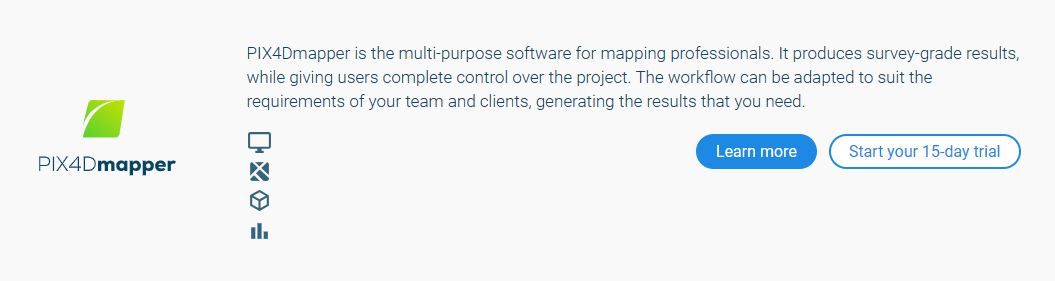 PIX4Dmapper is the multi-purpose software for mapping professionals. It produces survey-grade results,
while giving users complete control over the project. The workflow can be adapted to suit the
requirements of your team and clients, generating the results that you need.
PIX4Dmapper
Learn more
Start your 15-day trial